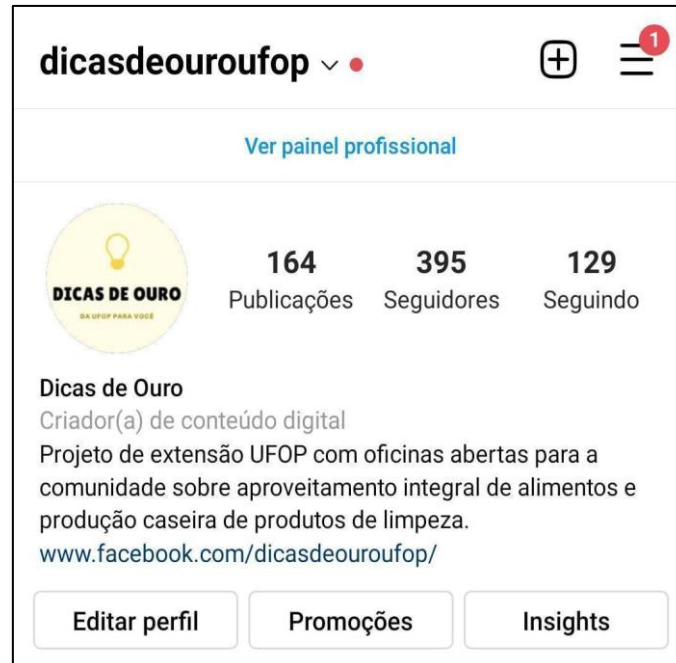 dicasdeouroufop
1
Ver painel profissional
DICAS DE OURO
DA UFOP PARA VOCÊ
164 395 129
Publicações Seguidores Seguindo
Dicas de Ouro
Criador(a) de conteúdo digital
Projeto de extensão UFOP com oficinas abertas para a
comunidade sobre aproveitamento integral de alimentos e
produção caseira de produtos de limpeza.
www.facebook.com/dicasdeouroufop/
Editar perfil Promoções Insights